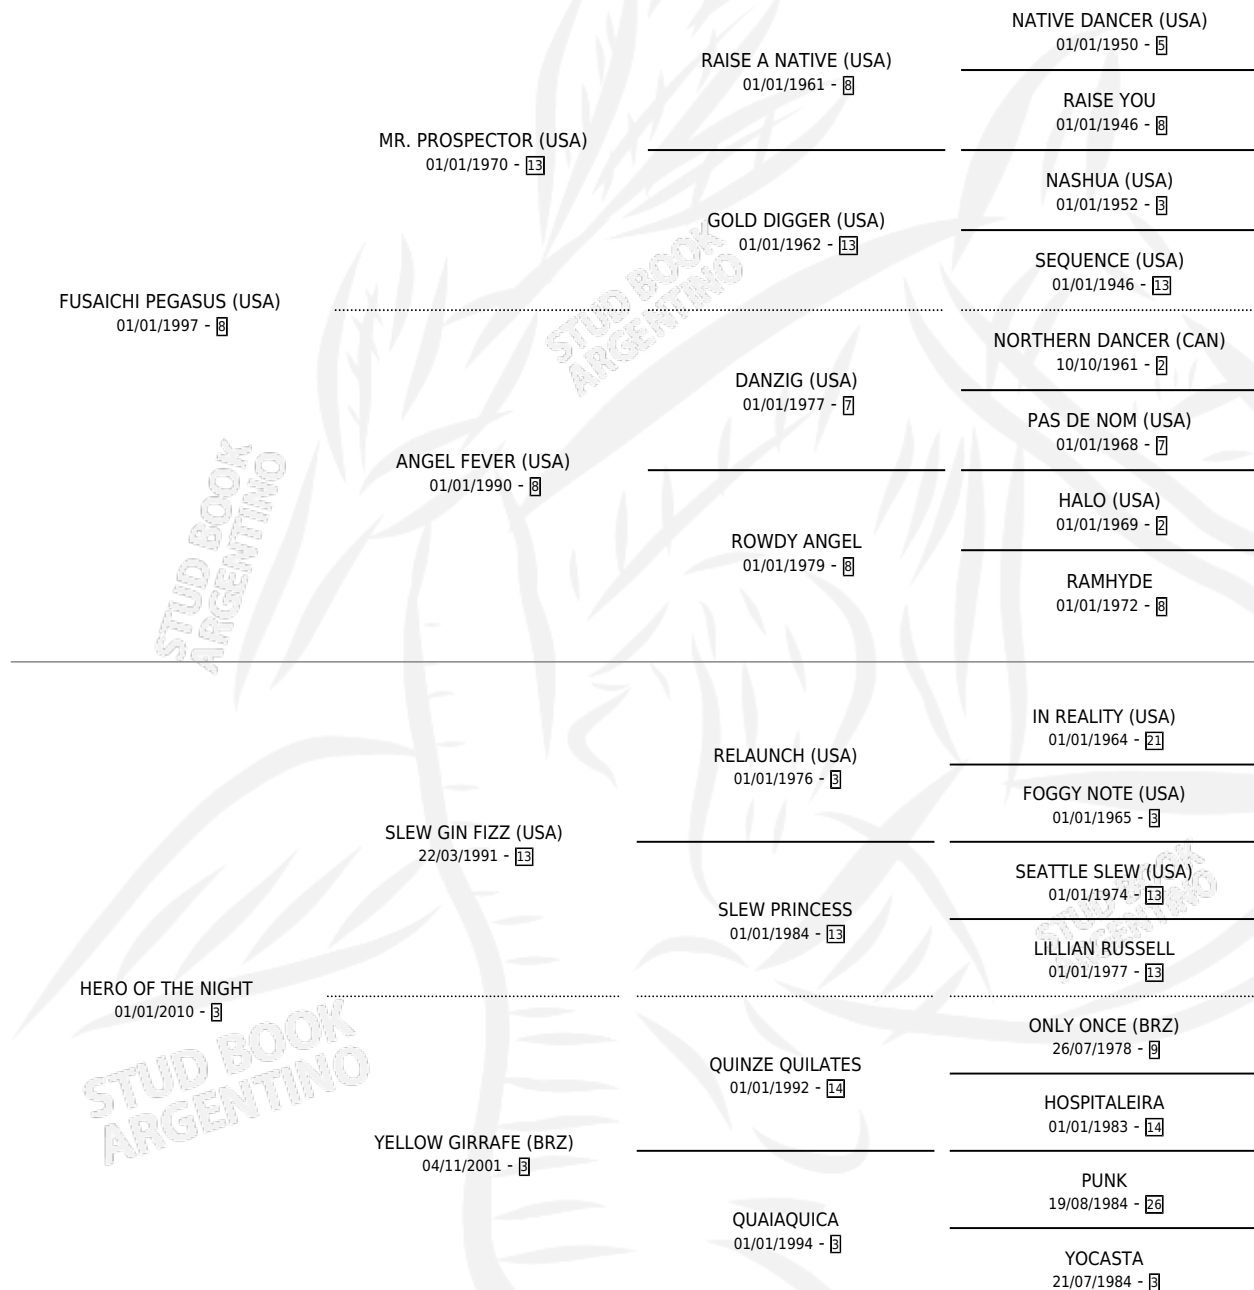 NATIVE DANCER (USA)
01/01/1950 - 5
RAISE A NATIVE (USA)
01/01/1961 - 8
RAISE YOU
01/01/1946 - 8
MR. PROSPECTOR (USA)
01/01/1970 - 13
NASHUA (USA)
01/01/1952 - 3
GOLD DIGGER (USA)
01/01/1962 - 13
SEQUENCE (USA)
01/01/1946 - 13
FUSAICHI PEGASUS (USA)
01/01/1997 - 8
NORTHERN DANCER (CAN)
10/10/1961 - 2
DANZIG (USA)
01/01/1977 - 7
PAS DE NOM (USA)
01/01/1968 - 7
ANGEL FEVER (USA)
01/01/1990 - 8
HALO (USA)
01/01/1969 - 2
ROWDY ANGEL
01/01/1979 - 8
RAMHYDE
01/01/1972 - 8
IN REALITY (USA)
01/01/1964 - 21
RELAUNCH (USA)
01/01/1976 - 3
FOGGY NOTE (USA)
01/01/1965 - 3
SLEW GIN FIZZ (USA)
22/03/1991 - 13
SEATTLE SLEW (USA)
01/01/1974 - 13
SLEW PRINCESS
01/01/1984 - 13
LILLIAN RUSSELL
01/01/1977 - 13
HERO OF THE NIGHT
01/01/2010 - 3
ONLY ONCE (BRZ)
26/07/1978 - 9
QUINZE QUILATES
01/01/1992 - 14
HOSPITALEIRA
01/01/1983 - 14
YELLOW GIRRAFE (BRZ)
04/11/2001 - 3
PUNK
19/08/1984 - 26
QUAIAQUICA
01/01/1994 - 3
YOCASTA
21/07/1984 - 3
STUD BOOK
ARGENTINO
STUD BOOK
ARGENTINO
STUD BOOK
ARGENTINO
STUD BOOK
ARGENTINO